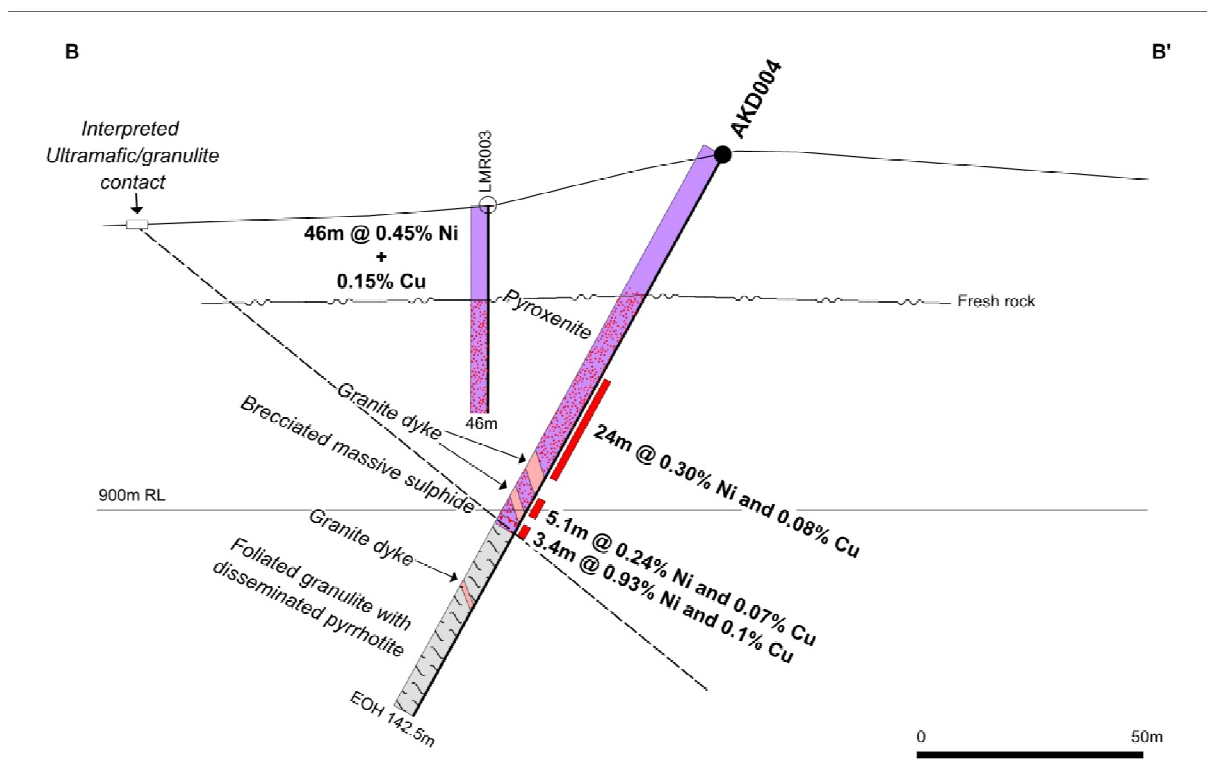 B
B'
AKD004
Interpreted
Ultramafic/granulite
contact
LMR003
46m @ 0.45% Ni
+
0.15% Cu
Pyroxenite
Fresh rock
Granite dyke
46m
Brecciated massive sulphide
24m @ 0.30% Ni and 0.08% Cu
900m RL
5.1m @ 0.24% Ni and 0.07% Cu
3.4m @ 0.93% Ni and 0.1% Cu
Granite dyke
Foliated granulite with
disseminated pyrrhotite
EOH 142.5m
0
50m